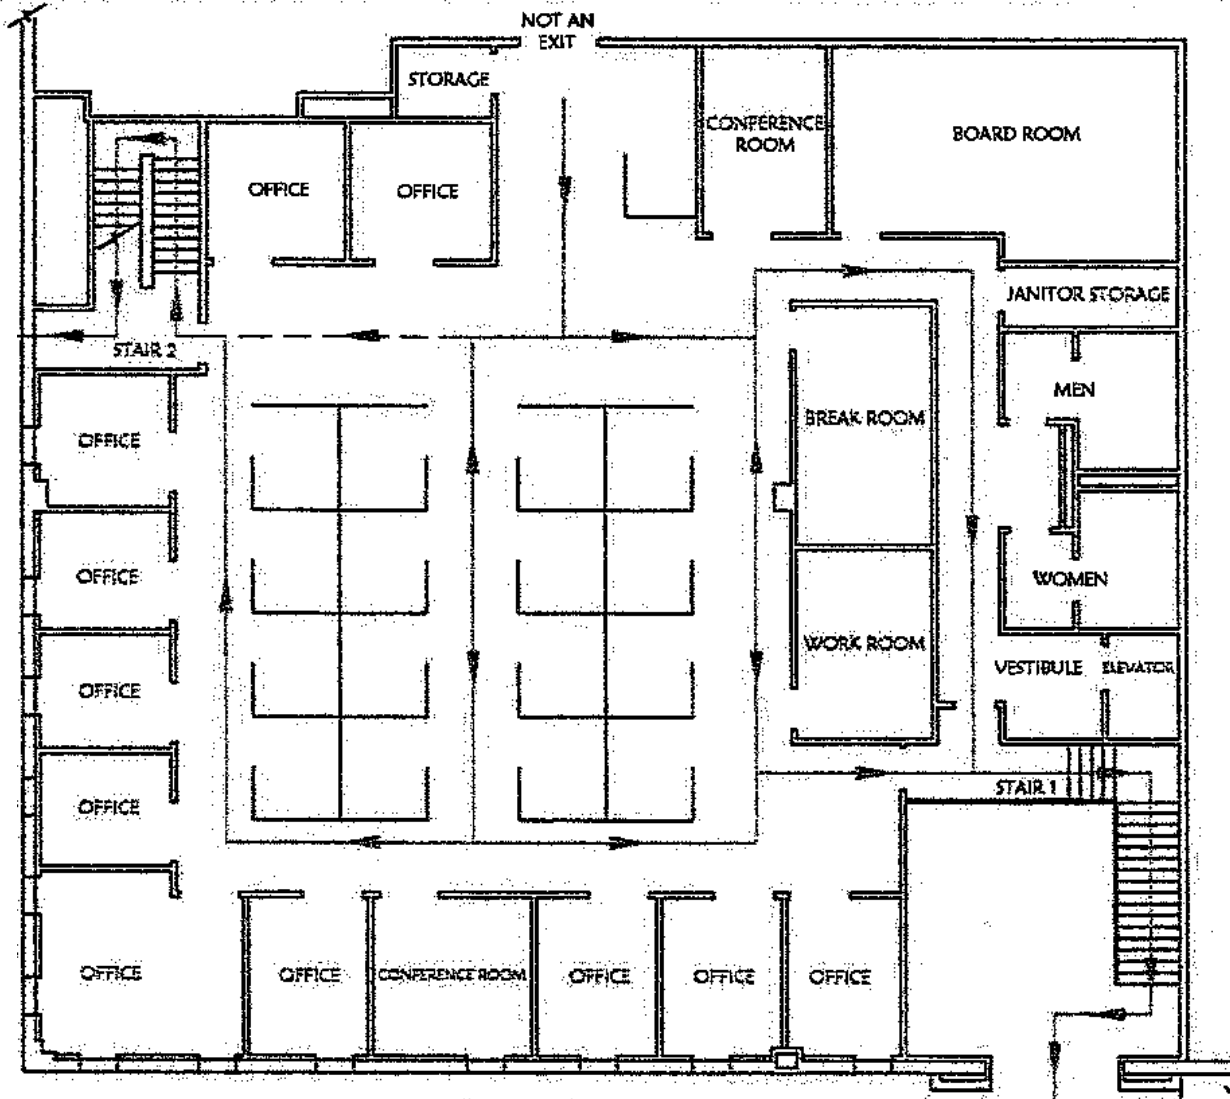 NOT AN
EXIT
STORAGE
CONFERENCE
ROOM
BOARD ROOM
OFFICE
OFFICE
JANITOR STORAGE
STAIR 2
MEN
BREAK ROOM
OFFICE
OFFICE
WOMEN
WORK ROOM
VESTIBULE
ELEVATOR
OFFICE
STAIR 1
OFFICE
OFFICE
OFFICE
CONFERENCE ROOM
OFFICE
OFFICE
OFFICE